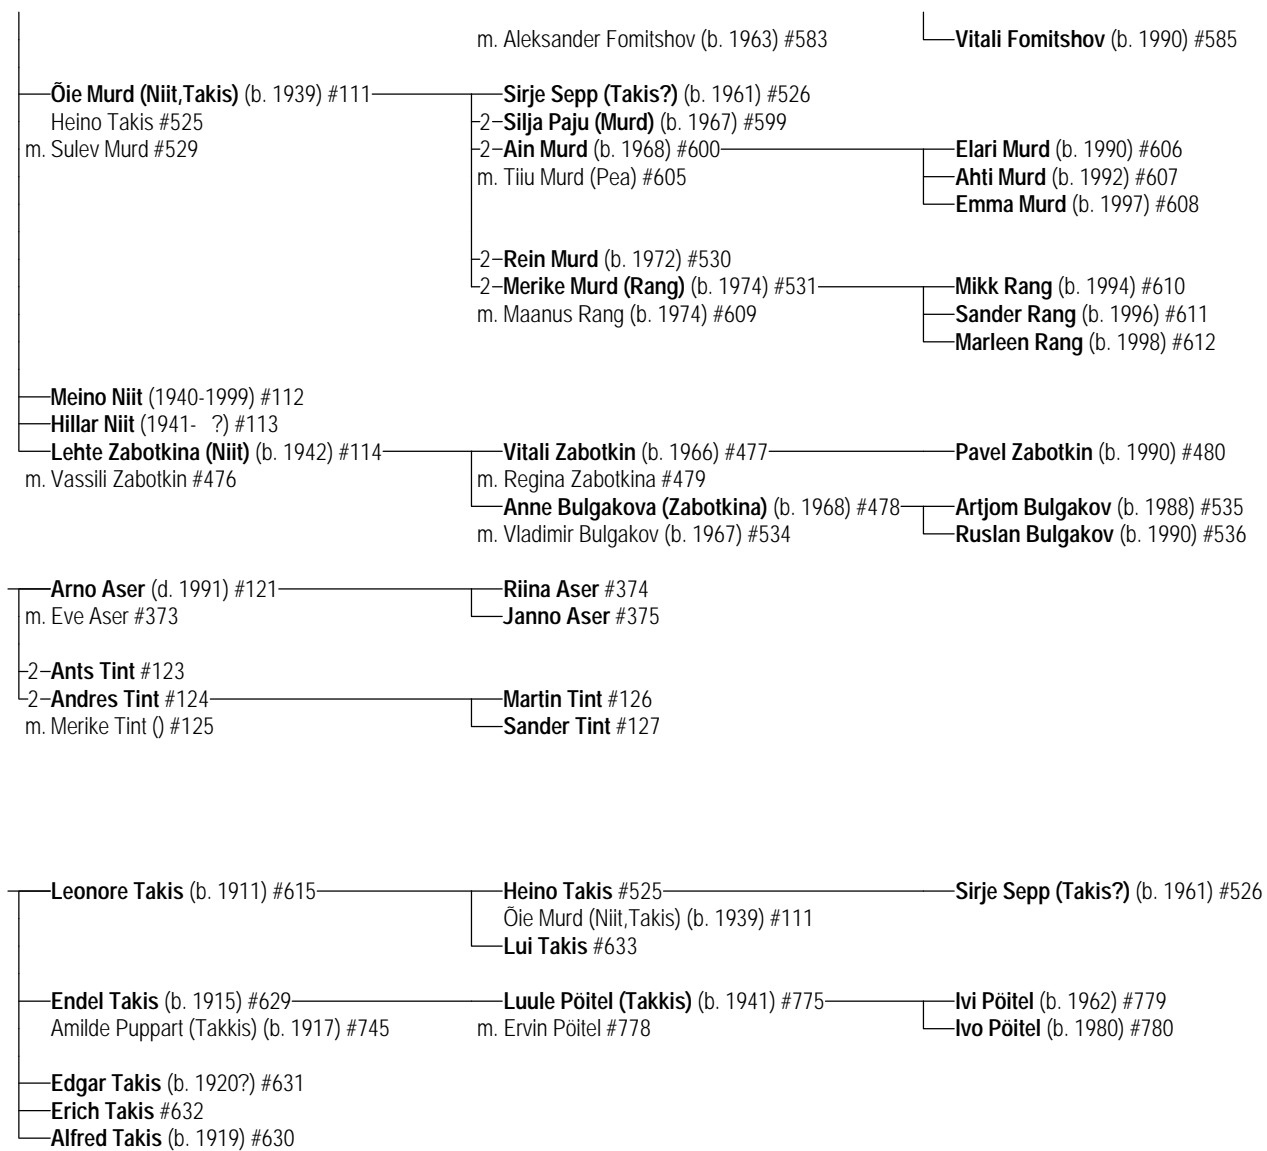 m. Aleksander Fomitshov (b. 1963) #583 Vitali Fomitshov (b. 1990) #585
Õie Murd (Niit,Takis) (b. 1939) #111 Sirje Sepp (Takis?) (b. 1961) #526
Heino Takis #525 2 Silja Paju (Murd) (b. 1967) #599
m. Sulev Murd #529 2 Ain Murd (b. 1968) #600 Elari Murd (b. 1990) #606
m. Tiiu Murd (Pea) #605 Ahti Murd (b. 1992) #607
Emma Murd (b. 1997) #608
2 Rein Murd (b. 1972) #530
2 Merike Murd (Rang) (b. 1974) #531 Mikk Rang (b. 1994) #610
m. Maanus Rang (b. 1974) #609 Sander Rang (b. 1996) #611
Marleen Rang (b. 1998) #612
Meino Niit (1940-1999) #112
Hillar Niit (1941- ?) #113
Lehte Zabotkina (Niit) (b. 1942) #114 Vitali Zabotkin (b. 1966) #477 Pavel Zabotkin (b. 1990) #480
m. Vassili Zabotkin #476 m. Regina Zabotkina #479
Anne Bulgakova (Zabotkina) (b. 1968) #478 Artjom Bulgakov (b. 1988) #535
m. Vladimir Bulgakov (b. 1967) #534 Ruslan Bulgakov (b. 1990) #536
Arno Aser (d. 1991) #121 Riina Aser #374
m. Eve Aser #373 Janno Aser #375
2 Ants Tint #123
2 Andres Tint #124 Martin Tint #126
m. Merike Tint () #125 Sander Tint #127
Leonore Takis (b. 1911) #615 Heino Takis #525 Sirje Sepp (Takis?) (b. 1961) #526
Õie Murd (Niit,Takis) (b. 1939) #111
Lui Takis #633
Endel Takis (b. 1915) #629 Luule Pöitel (Takkis) (b. 1941) #775 Ivi Pöitel (b. 1962) #779
Amilde Puppart (Takkis) (b. 1917) #745 m. Ervin Pöitel #778 Ivo Pöitel (b. 1980) #780
Edgar Takis (b. 1920?) #631
Erich Takis #632
Alfred Takis (b. 1919) #630